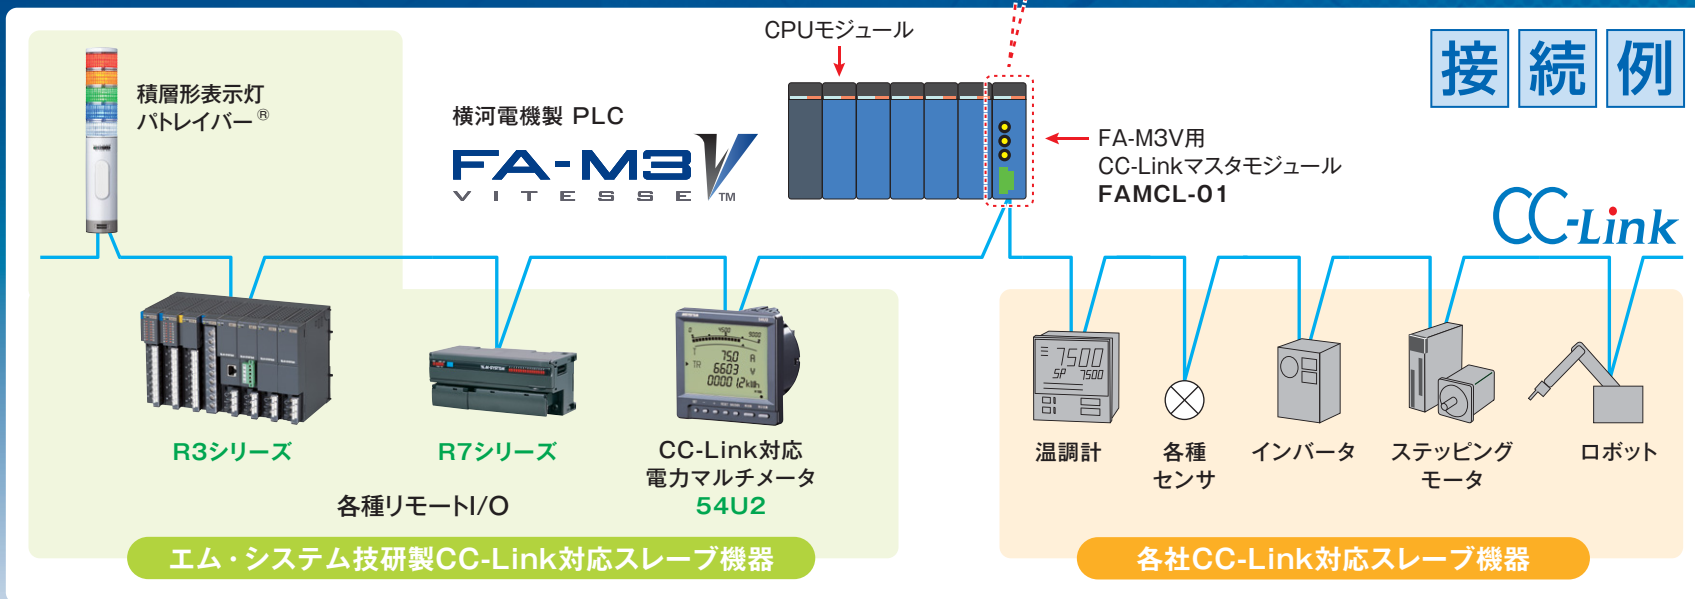 接続例
CPUモジュール
積層形表示灯
パトレイバー®
横河電機製 PLC
FA-M3V
VITESSE™
FA-M3V用
CC-Linkマスタモジュール
FAMCL-01
CC-Link
R3シリーズ
R7シリーズ
各種リモートI/O
CC-Link対応
電力マルチメータ
54U2
エム・システム技研製CC-Link対応スレーブ機器
7500
SP 7500
温調計
各種
センサ
インバータ
ステッピング
モータ
ロボット
各社CC-Link対応スレーブ機器